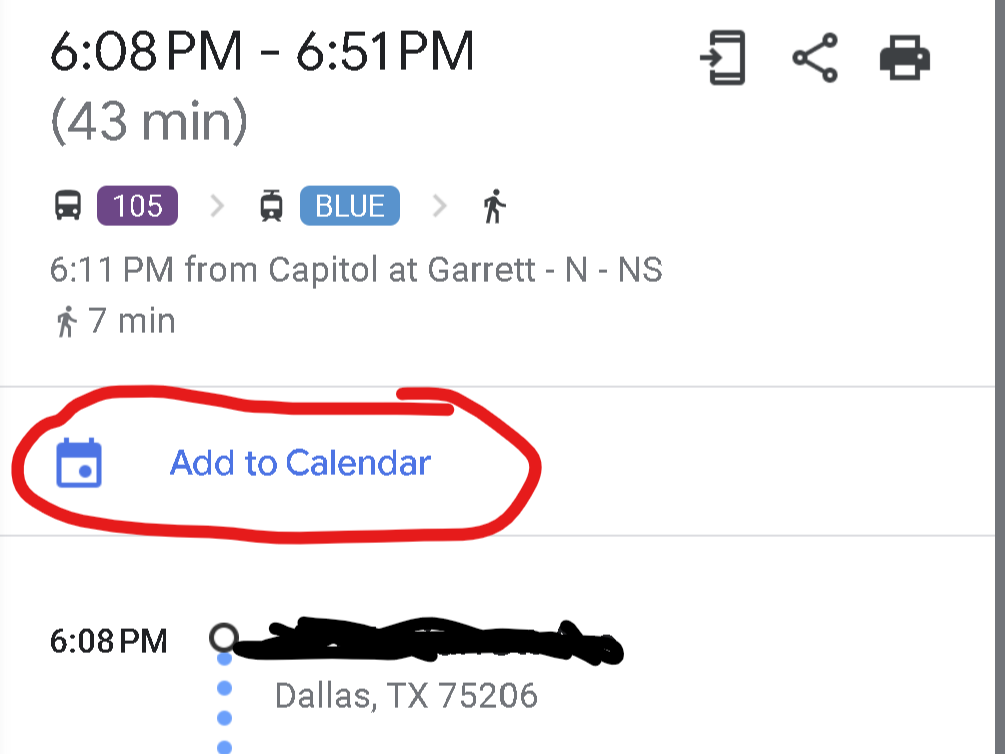 6:08 PM – 6:51 PM
(43 min)
105 > BLUE >
6:11 PM from Capitol at Garrett - N - NS
7 min
Add to Calendar
6:08 PM
Dallas, TX 75206